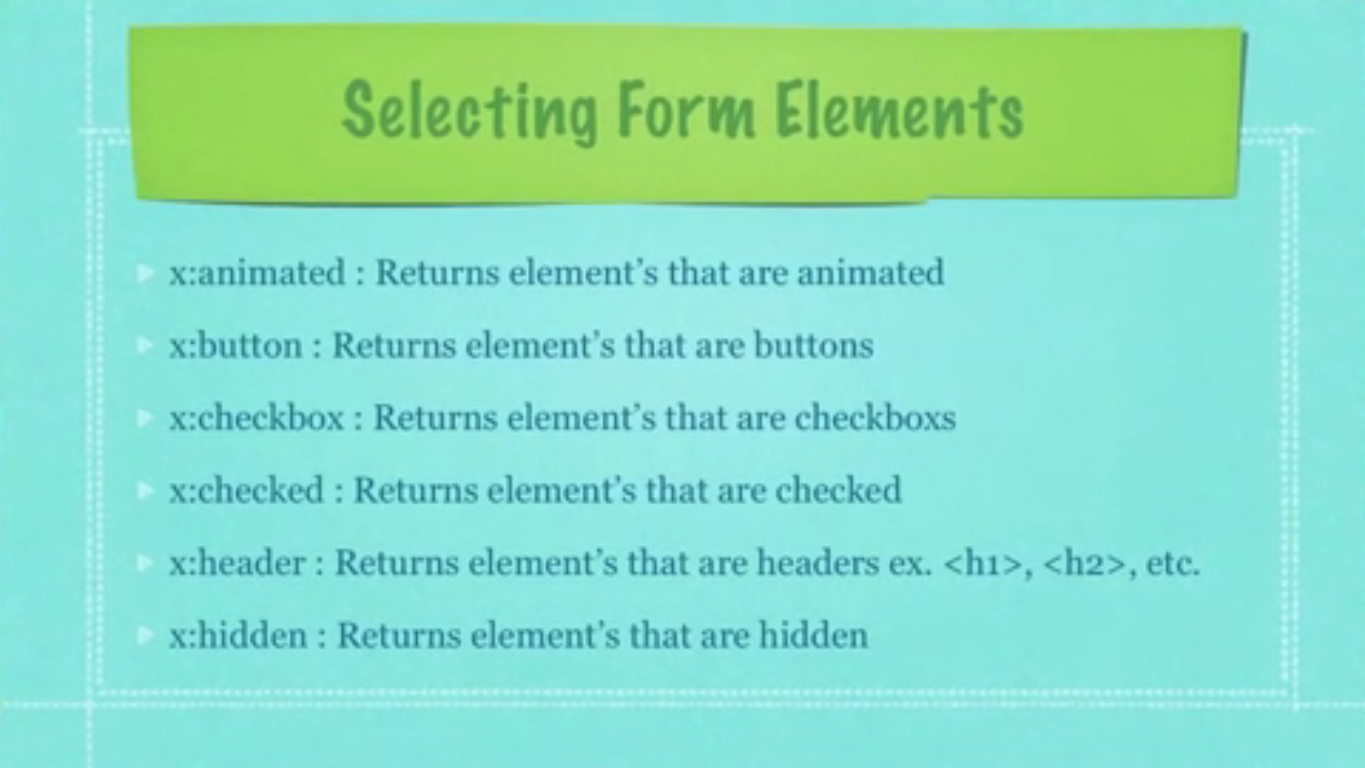 Selecting Form Elements
x:animated : Returns element’s that are animated
x:button : Returns element’s that are buttons
x:checkbox : Returns element’s that are checkboxs
x:checked : Returns element’s that are checked
x:header : Returns element’s that are headers ex. <h1>, <h2>, etc.
x:hidden : Returns element’s that are hidden